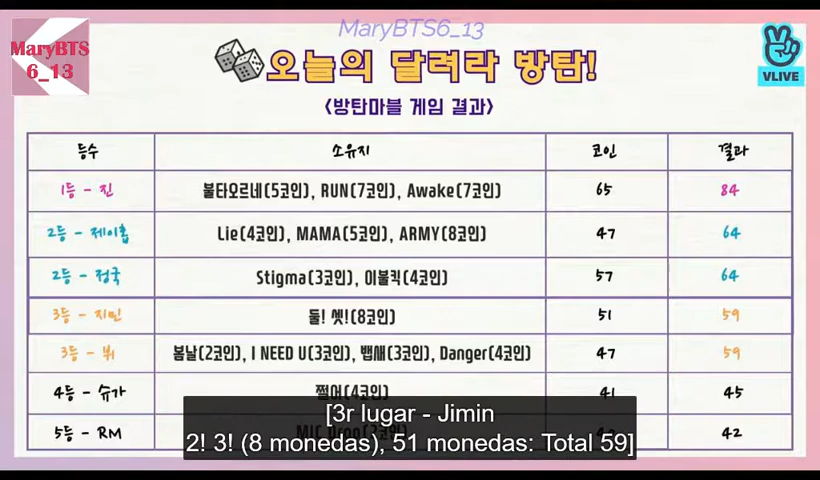 MaryBTS6_13
MaryBTS
6_13
오늘의 달려라 방탄!
VLIVE
<방탄마블 게임 결과>
등수 소유지 코인 결과
1등 - 진 불타오르네(5코인), RUN(7코인), Awake(7코인) 65 84
2등 - 제이홉 Lie(4코인), MAMA(5코인), ARMY(8코인) 47 64
2등 - 정국 Stigma(3코인), 이불킥(4코인) 57 64
3등 - 지민 둘! 셋!(8코인) 51 59
3등 - 뷔 봄날(2코인), I NEED U(3코인), 뱁새(3코인), Danger(4코인) 47 59
4등 - 슈가 쩔어(4코인) 41 45
5등 - RM 42
[3r lugar - Jimin
2! 3! (8 monedas), 51 monedas: Total 59]